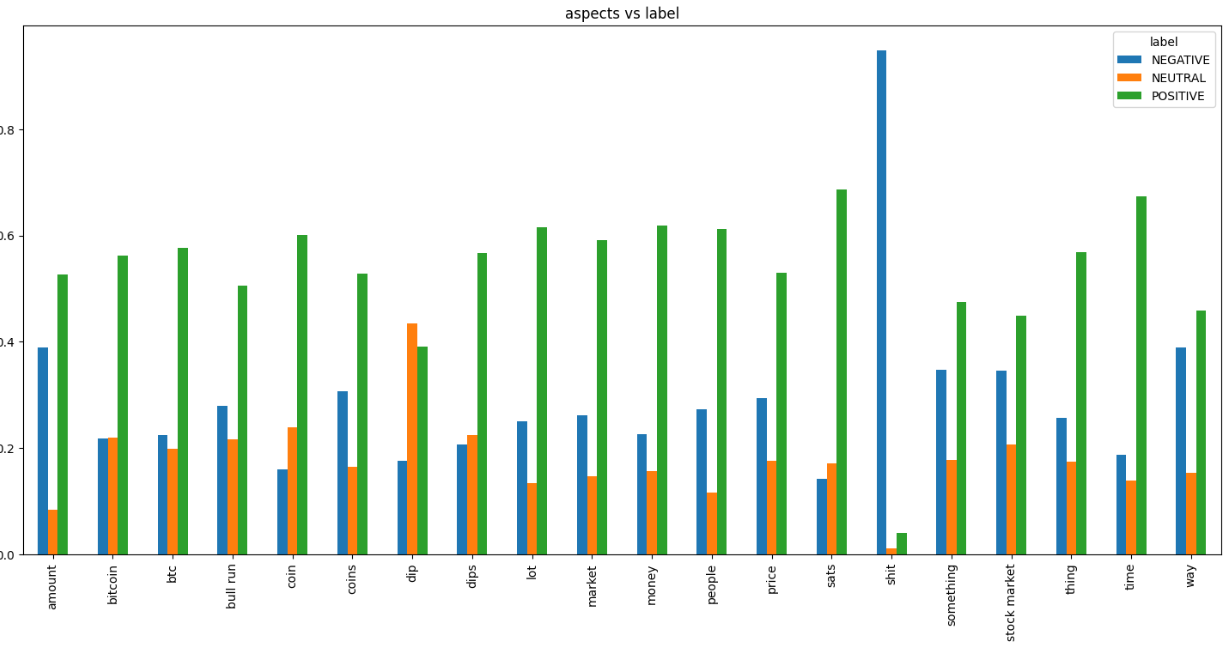 aspects vs label
label
NEGATIVE
NEUTRAL
POSITIVE
0.8
0.6
0.4
0.2
0.0
amount
bitcoin
btc
bull run
coin
coins
dip
dips
lot
market
money
people
price
sats
shit
something
stock market
thing
time
way